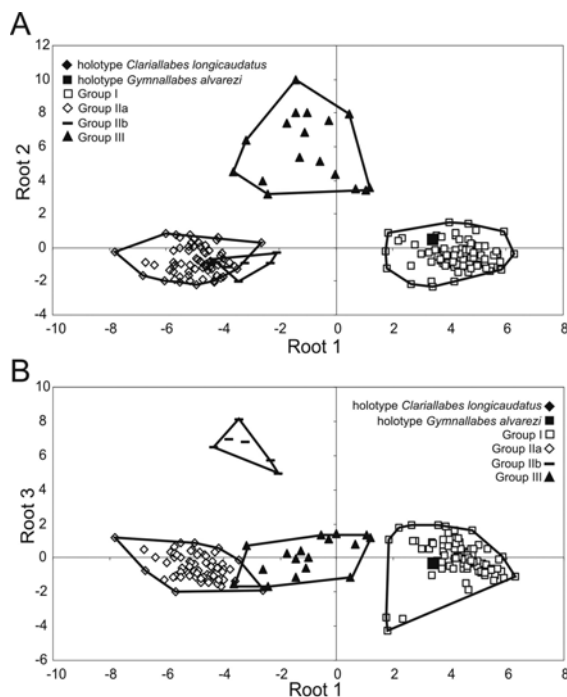 A
12
10
8
6
4
2
0
-2
-4
Root 2
holotype Clariallabes longicaudatus
holotype Gymnallabes alvarezi
Group I
Group IIa
Group IIb
Group III
-10 -8 -6 -4 -2 0 2 4 6 8
Root 1
B
10
8
6
4
2
0
-2
-4
-6
Root 3
holotype Clariallabes longicaudatus
holotype Gymnallabes alvarezi
Group I
Group IIa
Group IIb
Group III
-10 -8 -6 -4 -2 0 2 4 6 8
Root 1